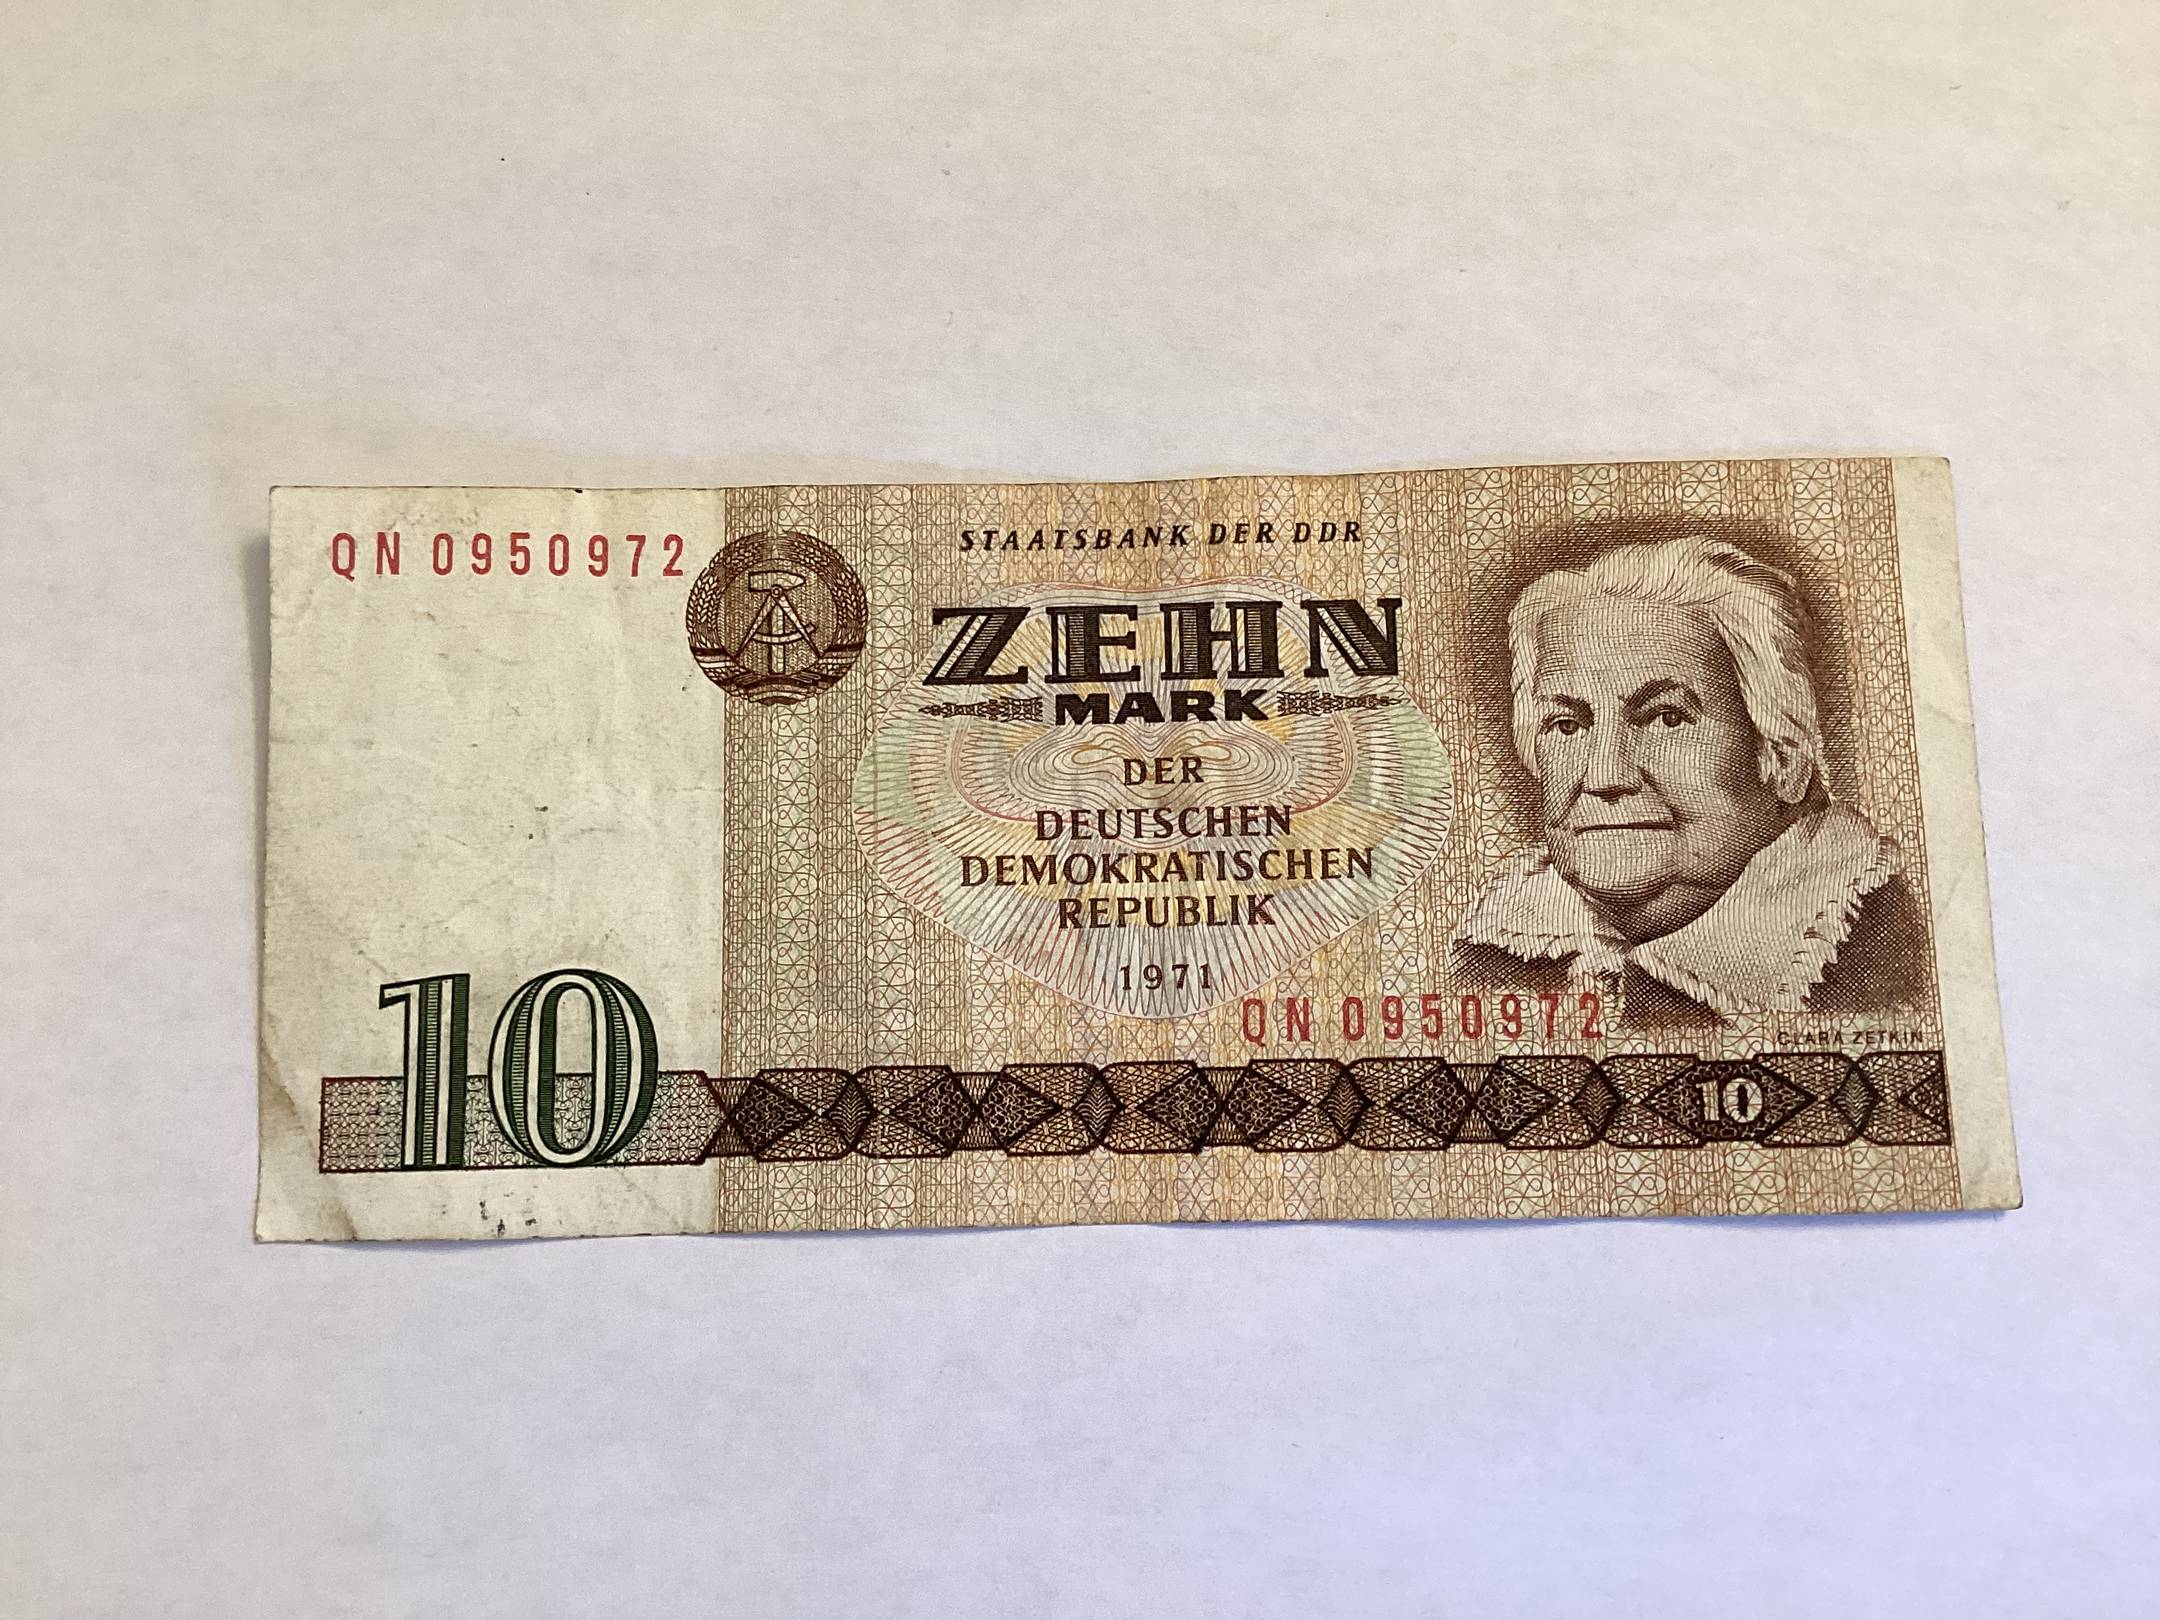 QN 0950972
STAATSBANK DER DDR
ZEHN
MARK
DER
DEUTSCHEN
DEMOKRATISCHEN
REPUBLIK
1971
QN 0950972
CLARA ZETKIN
10
10